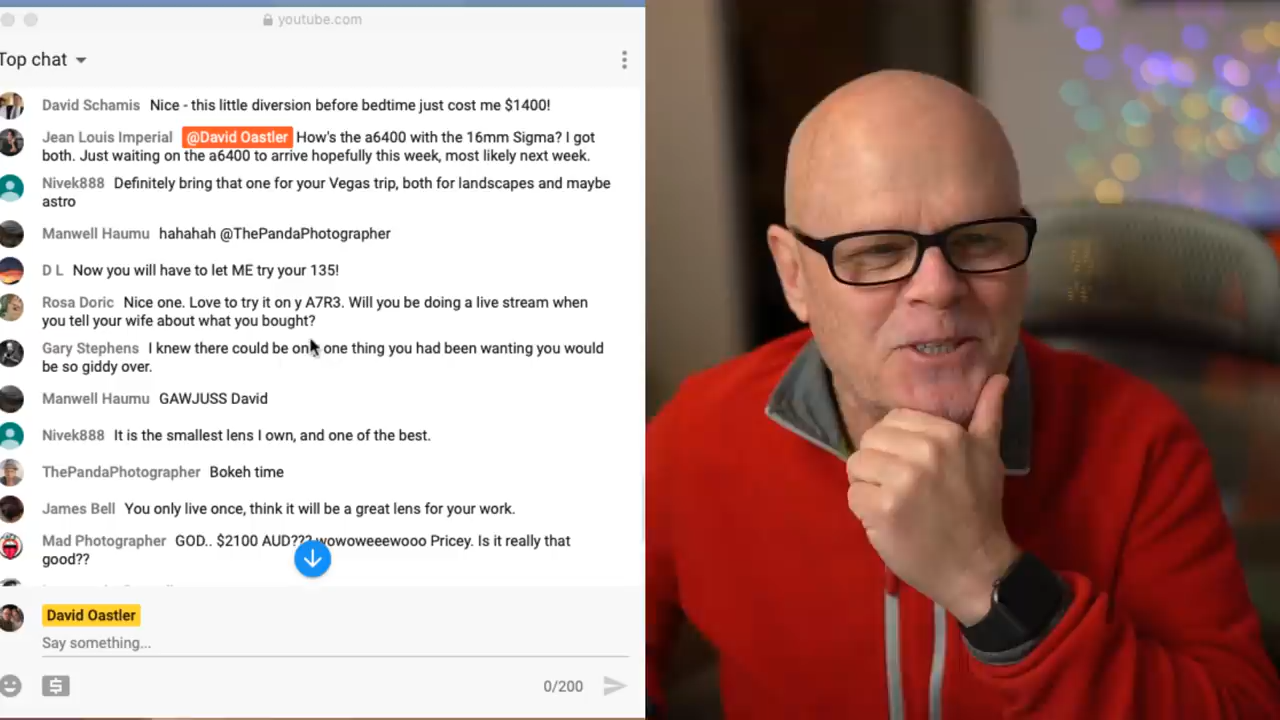 youtube.com
Top chat
David Schamis Nice - this little diversion before bedtime just cost me $1400!
Jean Louis Imperial @David Oastler How's the a6400 with the 16mm Sigma? I got
both. Just waiting on the a6400 to arrive hopefully this week, most likely next week.
Nivek888 Definitely bring that one for your Vegas trip, both for landscapes and maybe
astro
Manwell Haumu hahahah @ThePandaPhotographer
D L Now you will have to let ME try your 135!
Rosa Doric Nice one. Love to try it on y A7R3. Will you be doing a live stream when
you tell your wife about what you bought?
Gary Stephens I knew there could be one thing you had been wanting you would
be so giddy over.
Manwell Haumu GAWJUSS David
Nivek888 It is the smallest lens I own, and one of the best.
ThePandaPhotographer Bokeh time
James Bell You only live once, think it will be a great lens for your work.
Mad Photographer GOD.. $2100 AUD??? wowoweeewooo Pricey. Is it really that
good??
David Oastler
Say something...
0/200